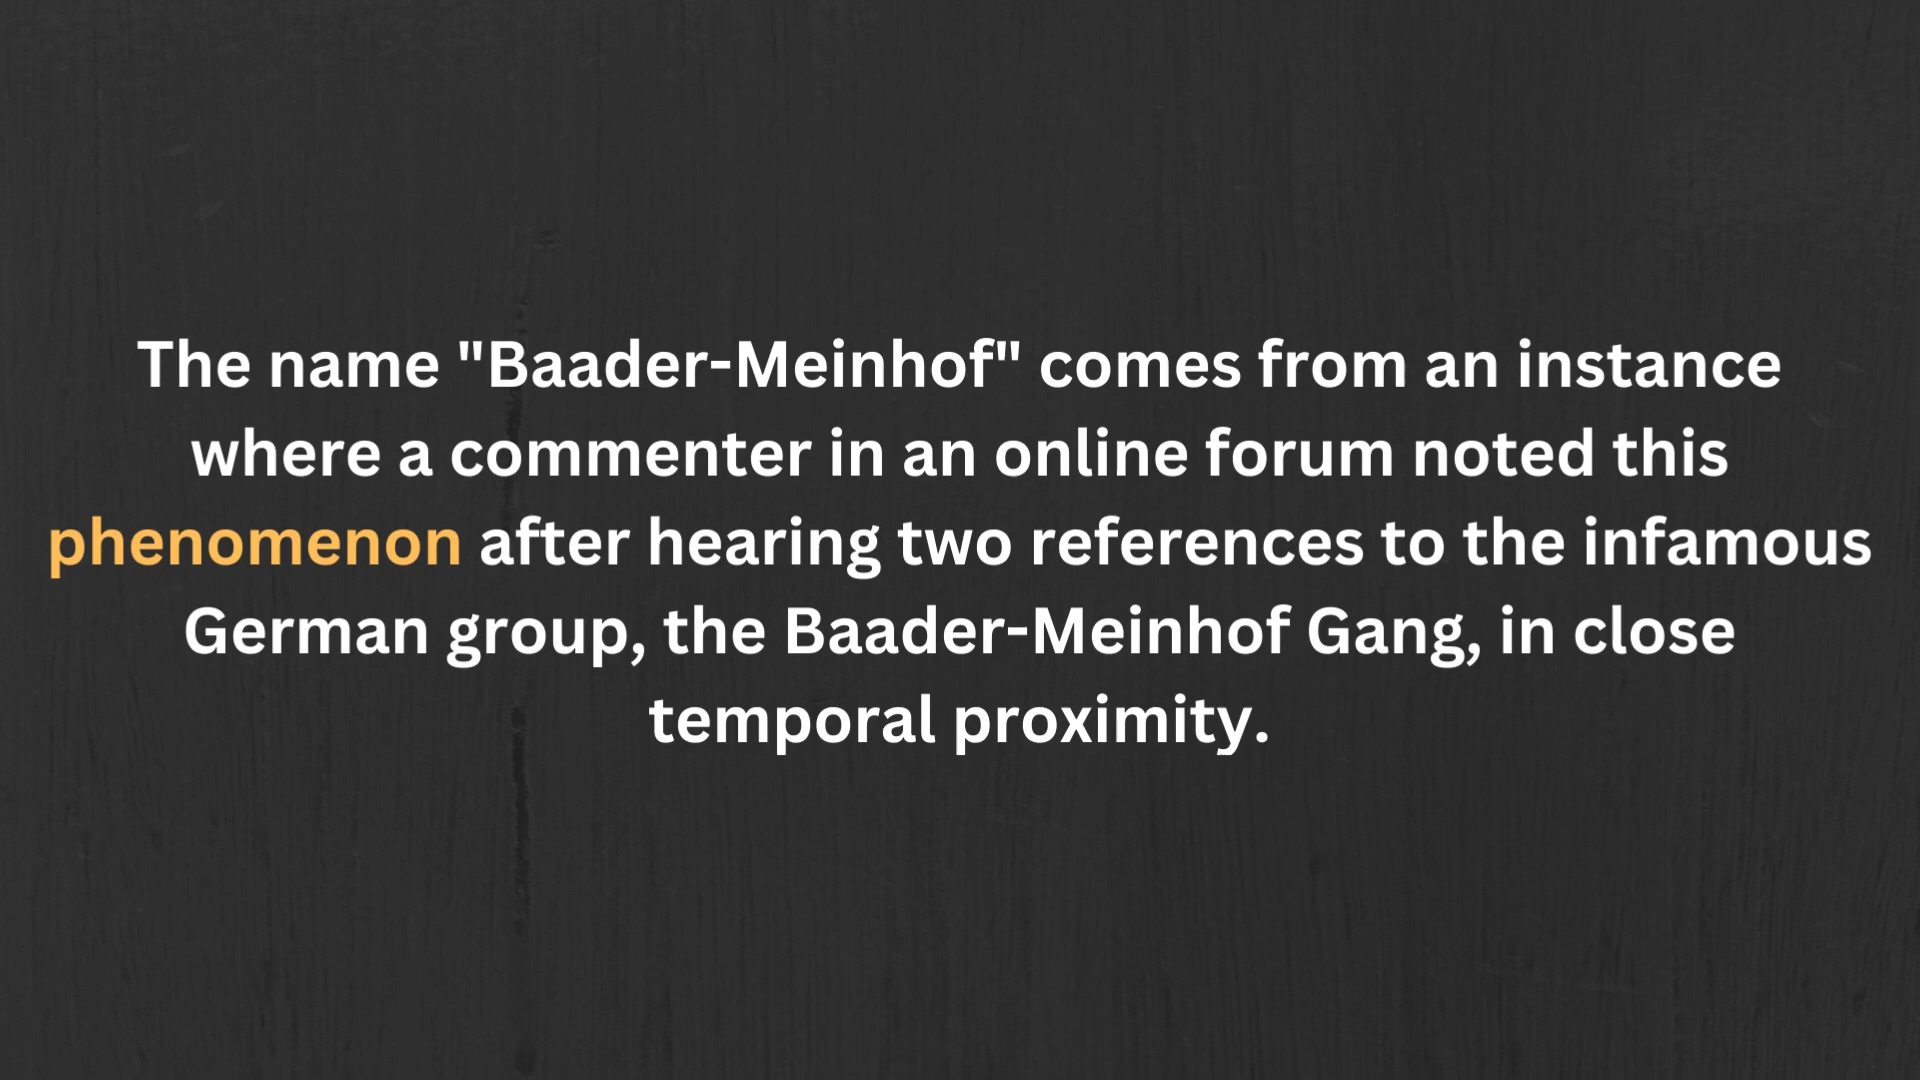 The name "Baader-Meinhof" comes from an instance
where a commenter in an online forum noted this
phenomenon after hearing two references to the infamous
German group, the Baader-Meinhof Gang, in close
temporal proximity.